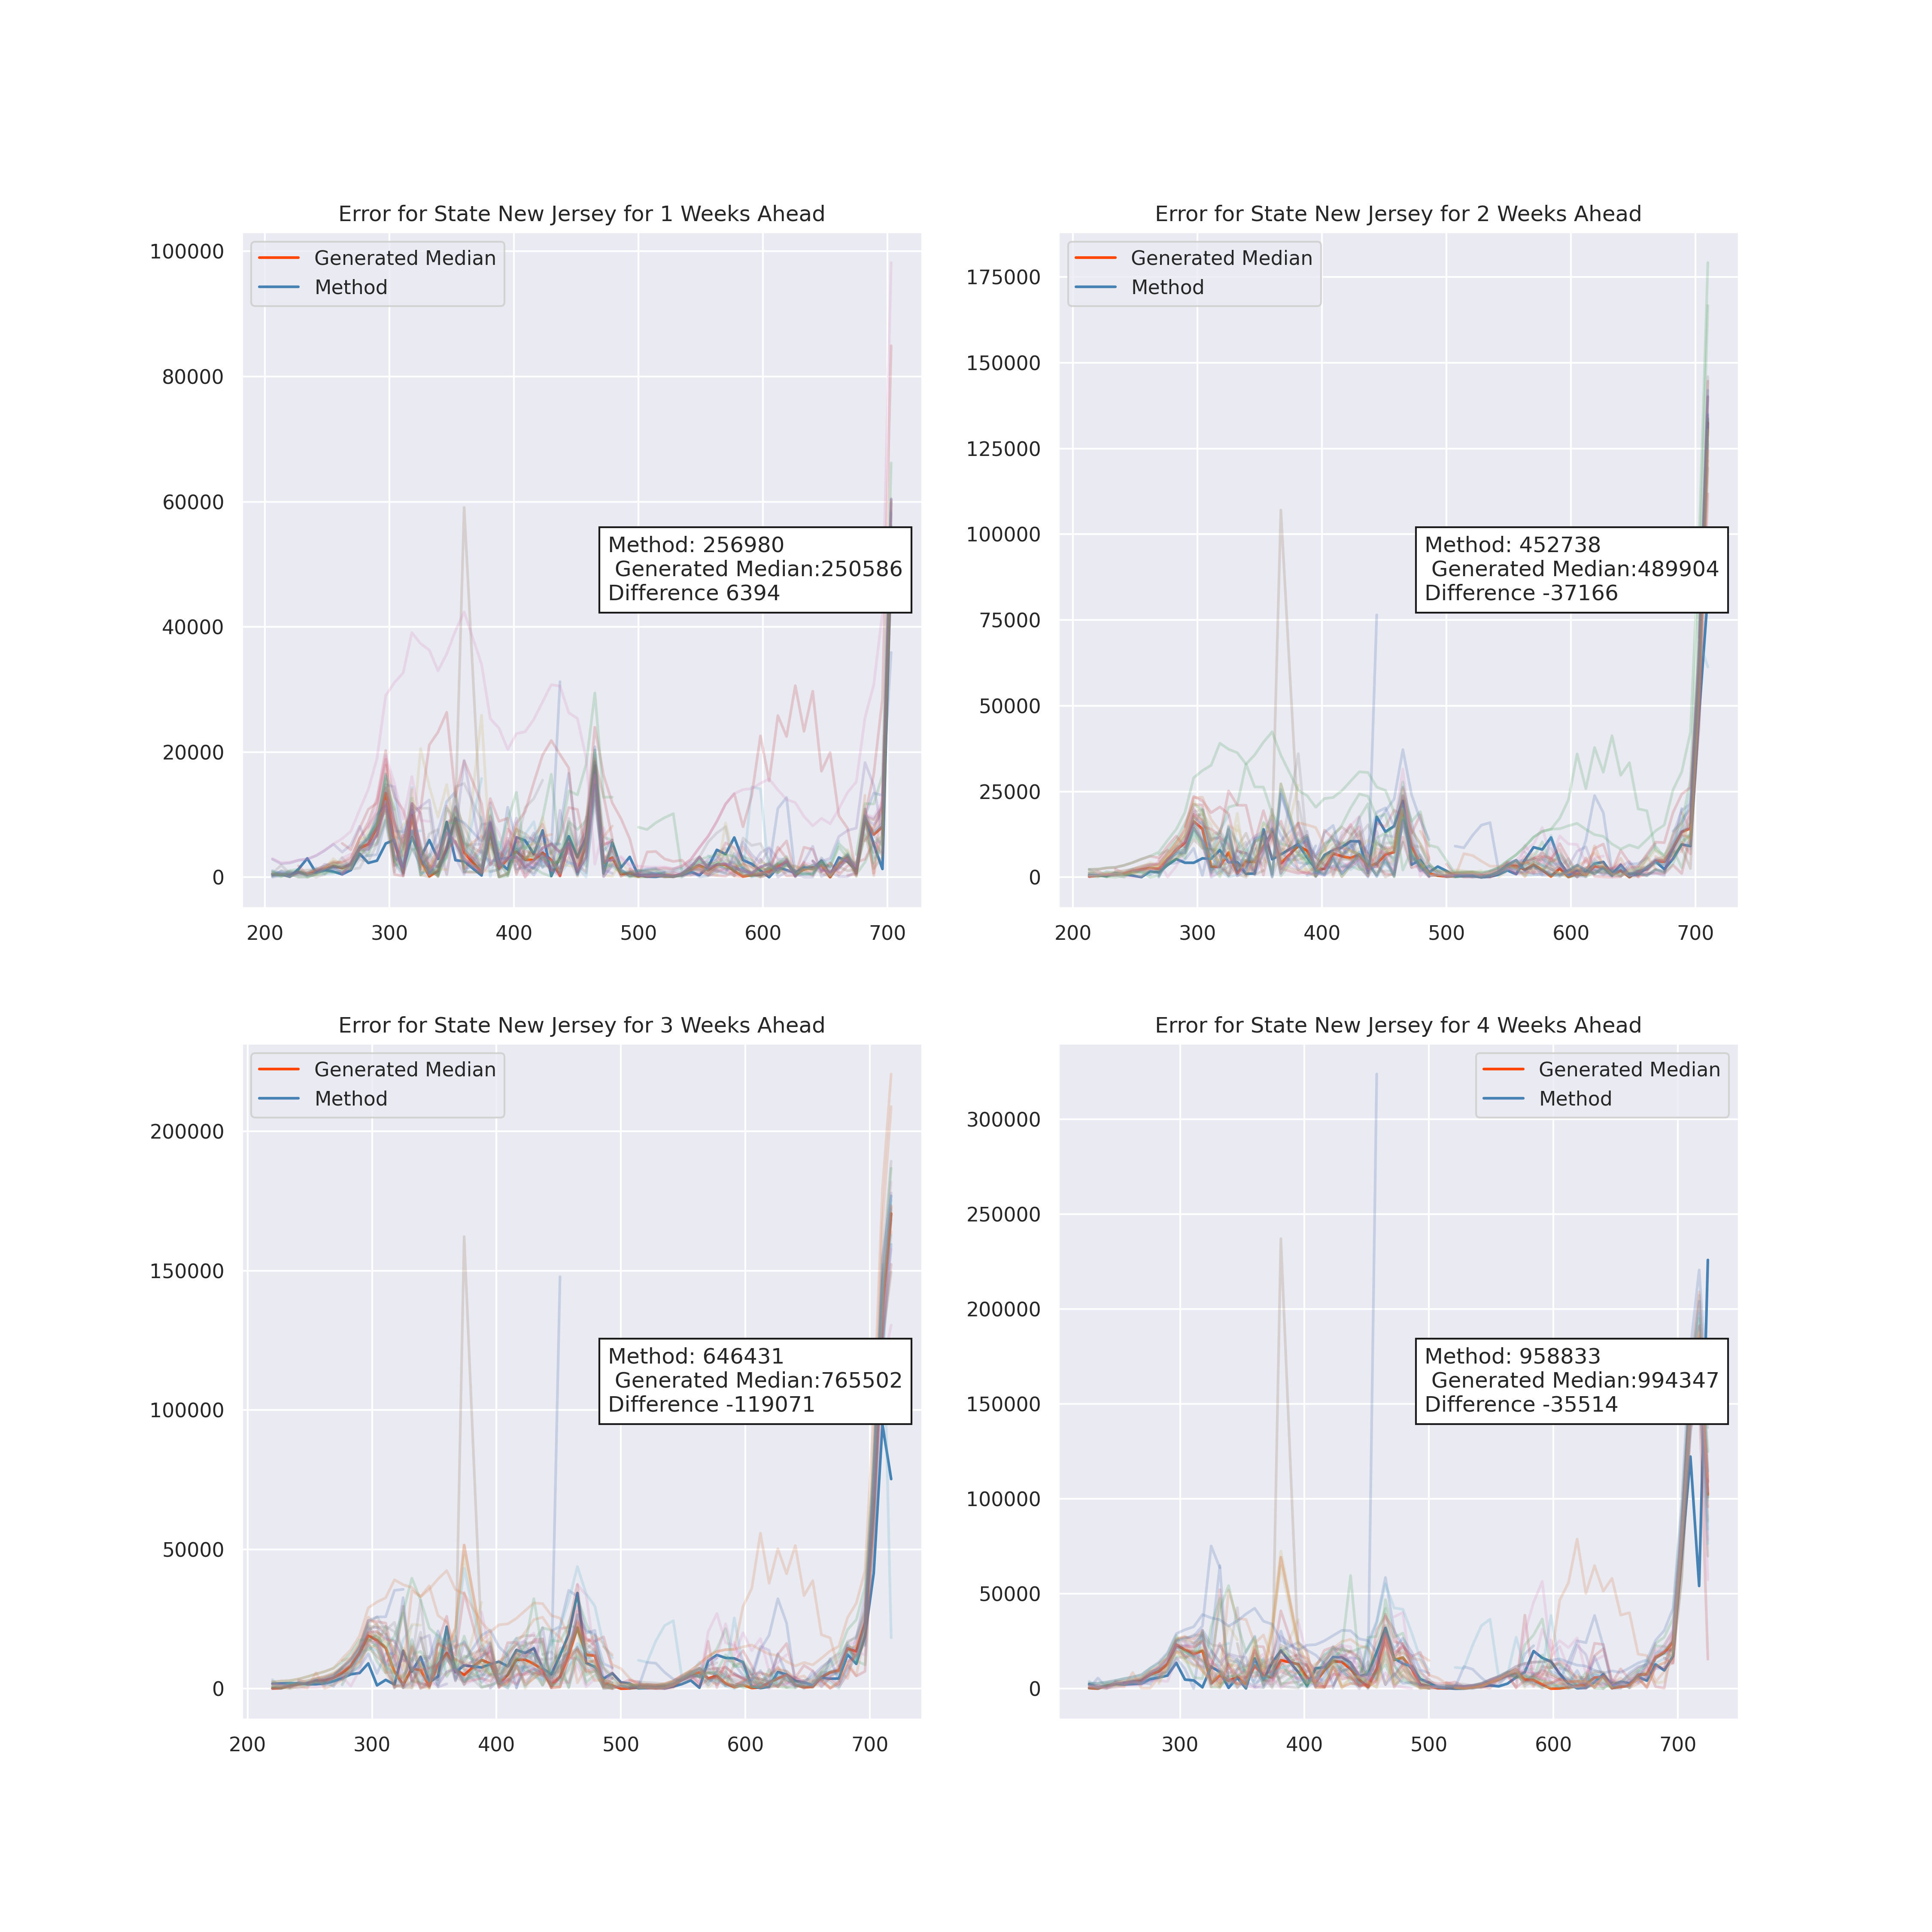 Error for State New Jersey for 1 Weeks Ahead
Generated Median
Method
100000
80000
60000
40000
20000
0
Method: 256980
Generated Median:250586
Difference 6394
200 300 400 500 600 700
Error for State New Jersey for 2 Weeks Ahead
Generated Median
Method
175000
150000
125000
100000
75000
50000
25000
0
Method: 452738
Generated Median:489904
Difference -37166
200 300 400 500 600 700
Error for State New Jersey for 3 Weeks Ahead
Generated Median
Method
200000
150000
100000
50000
0
Method: 646431
Generated Median:765502
Difference -119071
200 300 400 500 600 700
Error for State New Jersey for 4 Weeks Ahead
Generated Median
Method
300000
250000
200000
150000
100000
50000
0
Method: 958833
Generated Median:994347
Difference -35514
300 400 500 600 700